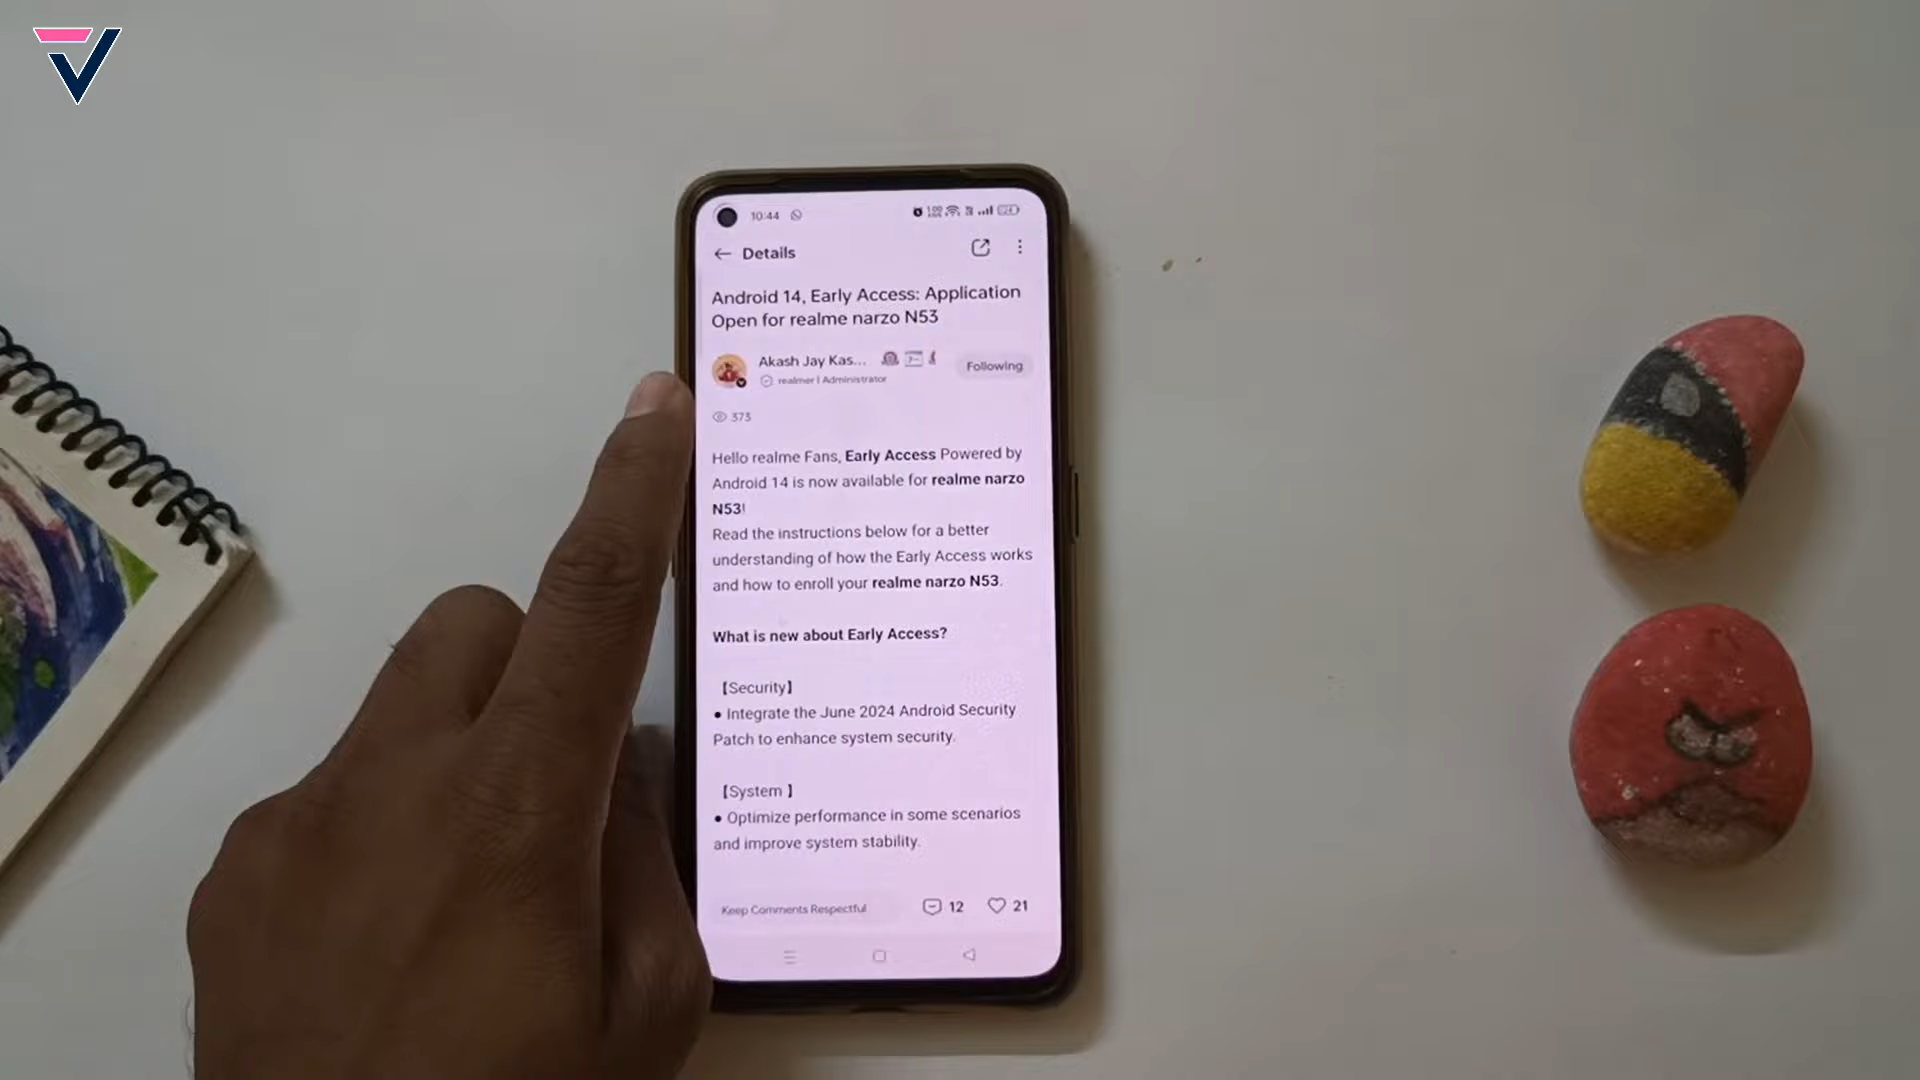 10:44
Details
Android 14, Early Access: Application
Open for realme narzo N53
Akash Jay Kas...
Following
realmer | Administrator
373
Hello realme Fans, Early Access Powered by
Android 14 is now available for realme narzo
N53!
Read the instructions below for a better
understanding of how the Early Access works
and how to enroll your realme narzo N53.
What is new about Early Access?
【Security】
● Integrate the June 2024 Android Security
Patch to enhance system security.
【System 】
● Optimize performance in some scenarios
and improve system stability.
Keep Comments Respectful
12
21